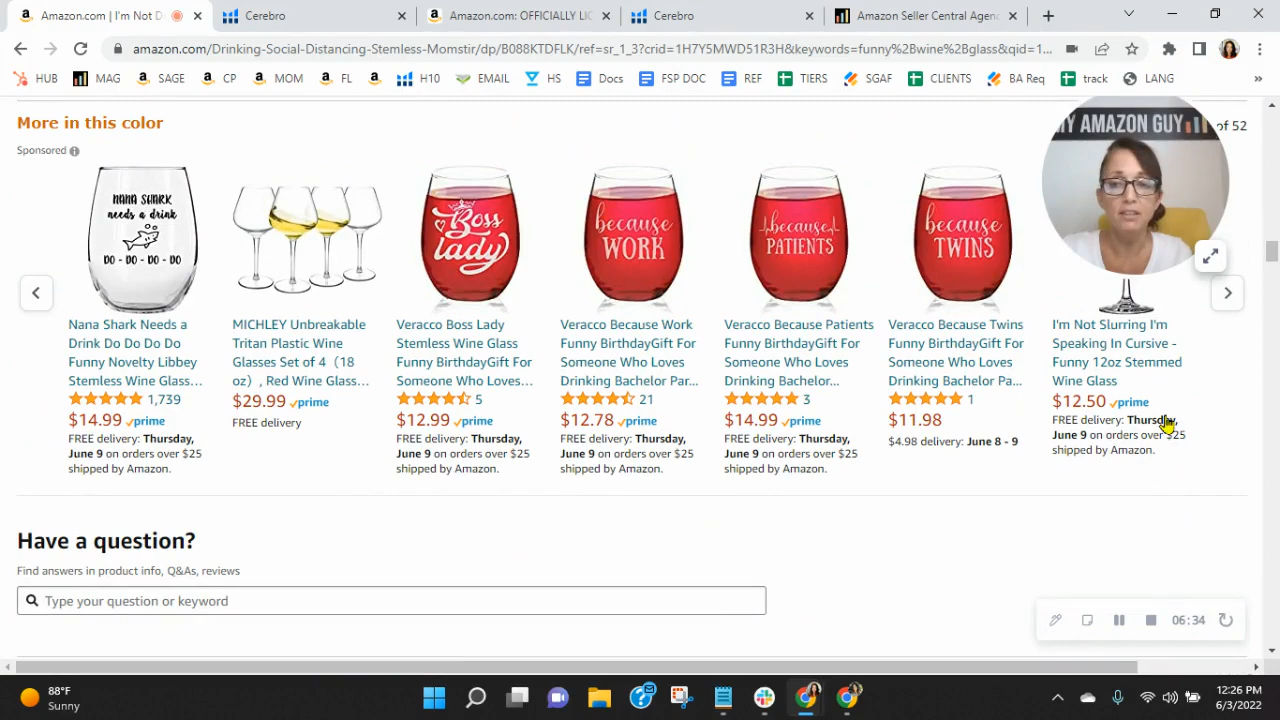 Amazon.com | I'm Not D
Cerebro
Amazon.com: OFFICIALLY LI
Cerebro
Amazon Seller Central Agen
amazon.com/Drinking-Social-Distancing-Stemless-Momstir/dp/B088KTDFLK/ref=sr_1_3?crid=1H7Y5MWD51R3H&keywords=funny%2Bwine%2Bglass&qid=1...
HUB
MAG
SAGE
CP
MOM
FL
H10
EMAIL
HS
Docs
FSP DOC
REF
TIERS
SGAF
CLIENTS
BA Req
track
LANG
»
More in this color
Sponsored
MY AMAZON GUY
of 52
NANA SHARK
needs a drink
DO - DO - DO - DO
Boss
lady
because
WORK
because
PATIENTS
because
TWINS
Nana Shark Needs a
Drink Do Do Do Do
Funny Novelty Libbey
Stemless Wine Glass...
1,739
$14.99 prime
FREE delivery: Thursday,
June 9 on orders over $25
shipped by Amazon.
MICHLEY Unbreakable
Tritan Plastic Wine
Glasses Set of 4（18
oz）, Red Wine Glass...
$29.99 prime
FREE delivery
Veracco Boss Lady
Stemless Wine Glass
Funny BirthdayGift For
Someone Who Loves...
5
$12.99 prime
FREE delivery: Thursday,
June 9 on orders over $25
shipped by Amazon.
Veracco Because Work
Funny BirthdayGift For
Someone Who Loves
Drinking Bachelor Par...
21
$12.78 prime
FREE delivery: Thursday,
June 9 on orders over $25
shipped by Amazon.
Veracco Because Patients
Funny BirthdayGift For
Someone Who Loves
Drinking Bachelor...
3
$14.99 prime
FREE delivery: Thursday,
June 9 on orders over $25
shipped by Amazon.
Veracco Because Twins
Funny BirthdayGift For
Someone Who Loves
Drinking Bachelor Pa...
1
$11.98
$4.98 delivery: June 8 - 9
I'm Not Slurring I'm
Speaking In Cursive -
Funny 12oz Stemmed
Wine Glass
$12.50 prime
FREE delivery: Thursday,
June 9 on orders over $25
shipped by Amazon.
Have a question?
Find answers in product info, Q&As, reviews
Type your question or keyword
06:34
88°F
Sunny
12:26 PM
6/3/2022